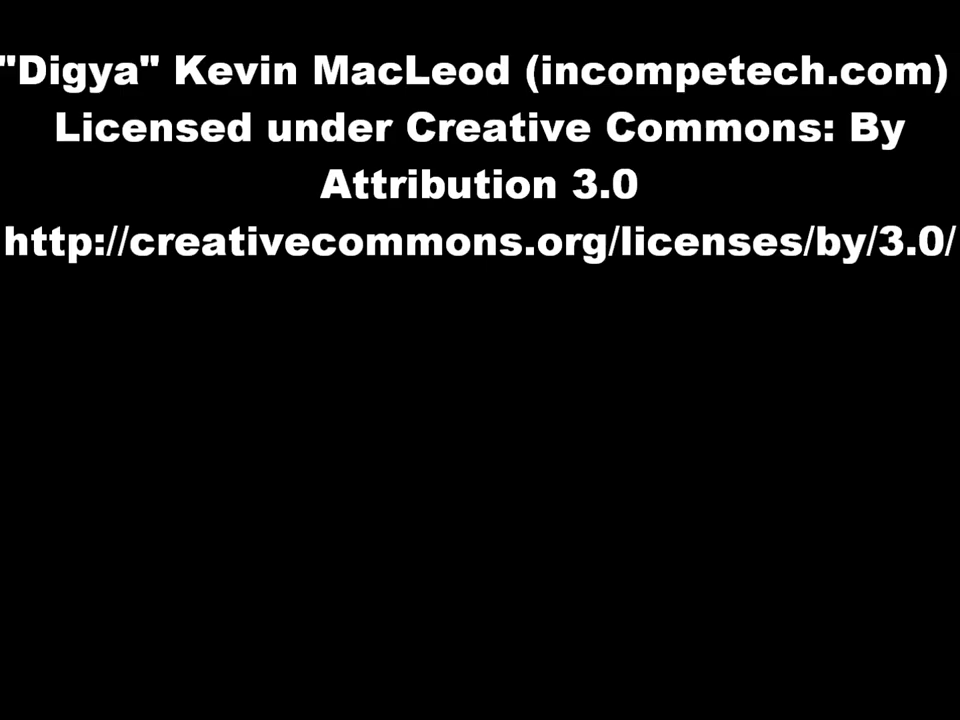 "Digya" Kevin MacLeod (incompetech.com)
Licensed under Creative Commons: By
Attribution 3.0
http://creativecommons.org/licenses/by/3.0/